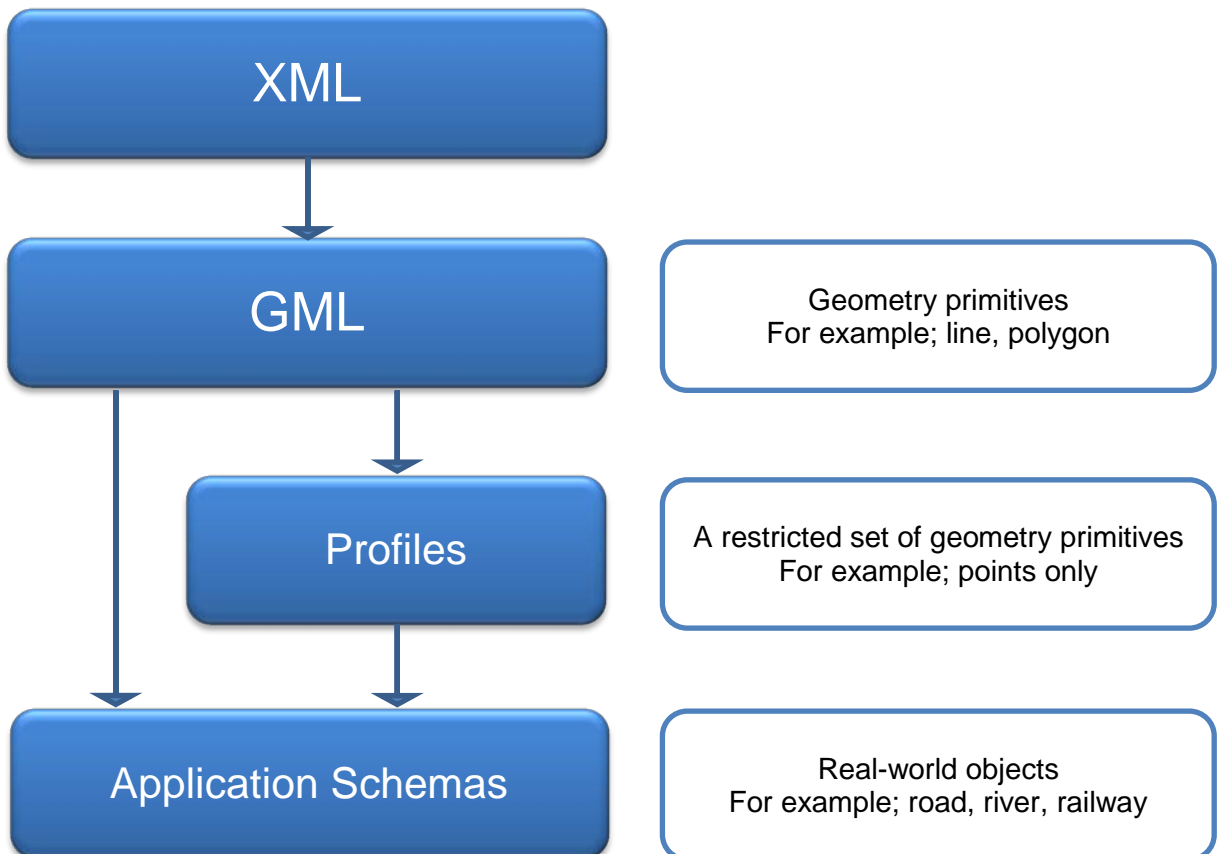 XML
GML
Geometry primitives
For example; line, polygon
Profiles
A restricted set of geometry primitives
For example; points only
Application Schemas
Real-world objects
For example; road, river, railway